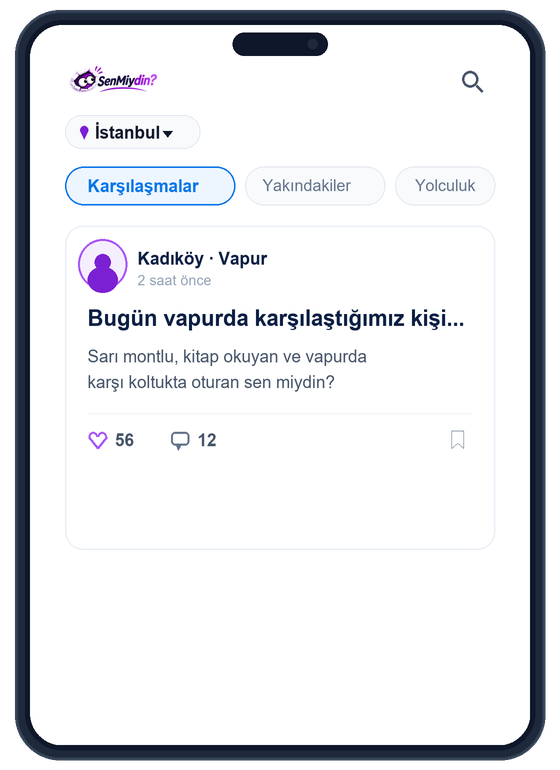 SenMiydin?
İstanbul
Karşılaşmalar Yakındakiler Yolculuk
Kadıköy · Vapur
2 saat önce
Bugün vapurda karşılaştığımız kişi...
Sarı montlu, kitap okuyan ve vapurda
karşı koltukta oturan sen miydin?
56 12